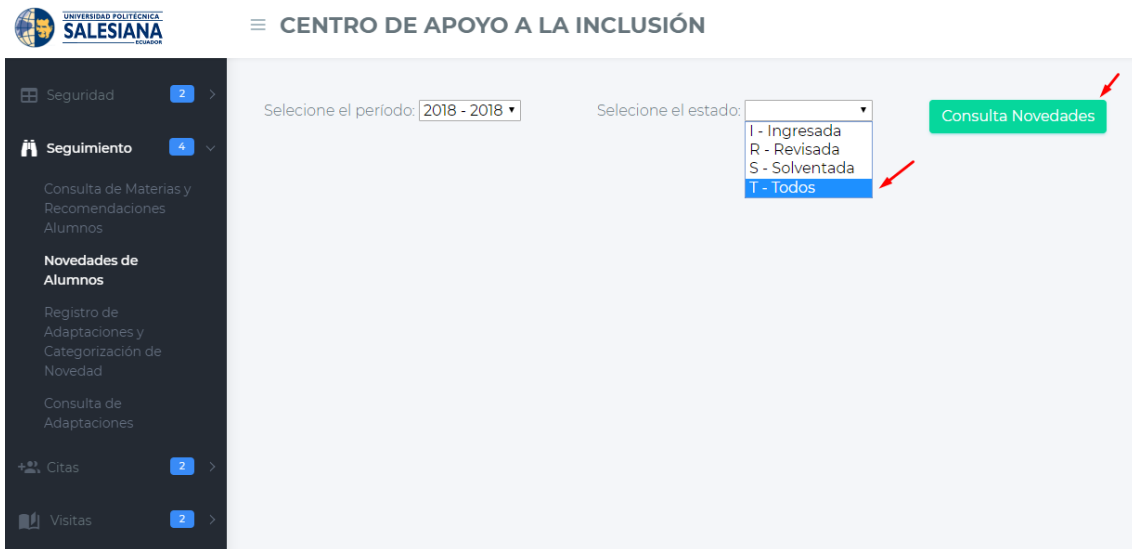 UNIVERSIDAD POLITÉCNICA
SALESIANA
ECUADOR
CENTRO DE APOYO A LA INCLUSIÓN
Seguridad 2
Seguimiento 4
Consulta de Materias y
Recomendaciones
Alumnos
Novedades de
Alumnos
Registro de
Adaptaciones y
Categorización de
Novedad
Consulta de
Adaptaciones
Citas 2
Visitas 2
Selecione el período: 2018 - 2018
Selecione el estado:
I - Ingresada
R - Revisada
S - Solventada
T - Todos
Consulta Novedades